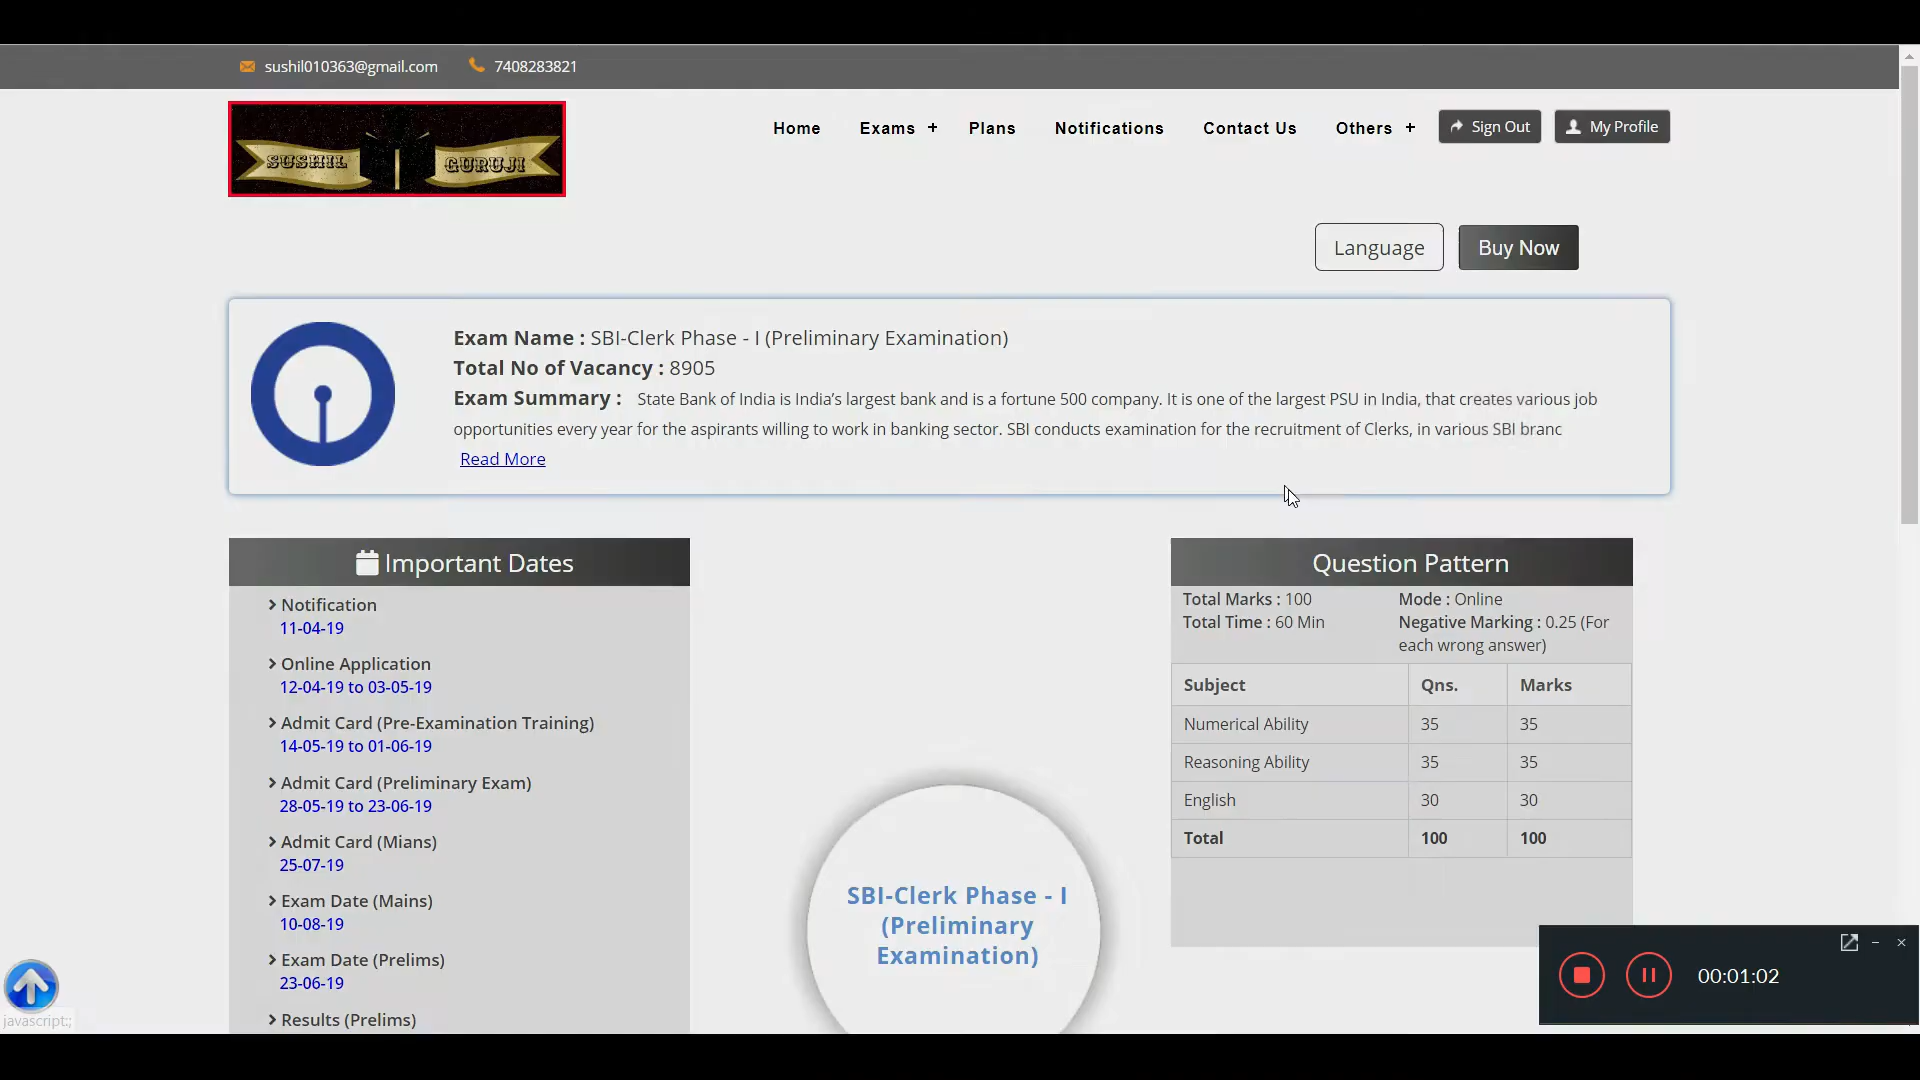 sushil010363@gmail.com 7408283821
SUSHIL GURUJI
Home Exams + Plans Notifications Contact Us Others + Sign Out My Profile
Language Buy Now
Exam Name : SBI-Clerk Phase - I (Preliminary Examination)
Total No of Vacancy : 8905
Exam Summary : State Bank of India is India’s largest bank and is a fortune 500 company. It is one of the largest PSU in India, that creates various job
opportunities every year for the aspirants willing to work in banking sector. SBI conducts examination for the recruitment of Clerks, in various SBI branc
Read More
Important Dates
Notification
11-04-19
Online Application
12-04-19 to 03-05-19
Admit Card (Pre-Examination Training)
14-05-19 to 01-06-19
Admit Card (Preliminary Exam)
28-05-19 to 23-06-19
Admit Card (Mians)
25-07-19
Exam Date (Mains)
10-08-19
Exam Date (Prelims)
23-06-19
Results (Prelims)
SBI-Clerk Phase - I
(Preliminary
Examination)
Question Pattern
Total Marks : 100 Mode : Online
Total Time : 60 Min Negative Marking : 0.25 (For
each wrong answer)
Subject Qns. Marks
Numerical Ability 35 35
Reasoning Ability 35 35
English 30 30
Total 100 100
00:01:02
javascript:;